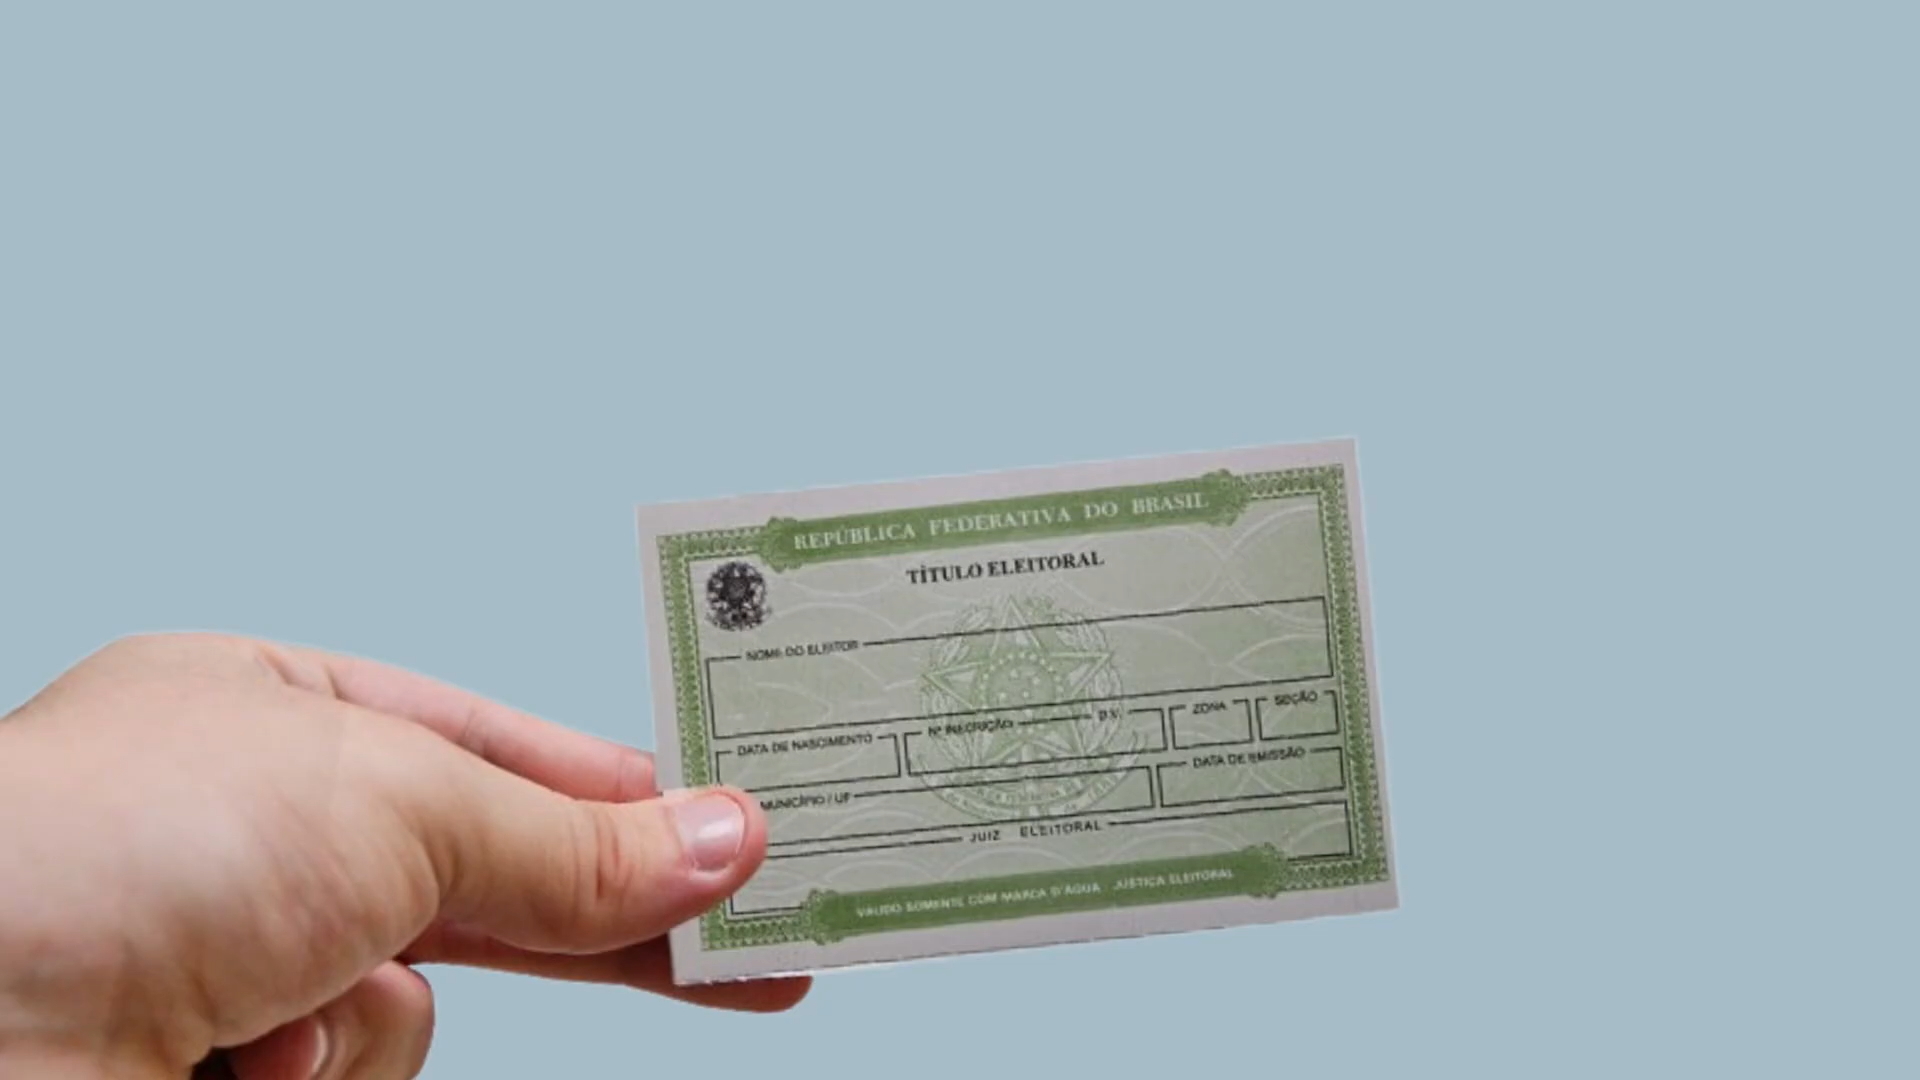 REPÚBLICA FEDERATIVA DO BRASIL
TÍTULO ELEITORAL
NOME DO ELEITOR
DATA DE NASCIMENTO Nº INSCRIÇÃO D.V. ZONA SEÇÃO
MUNICÍPIO / UF DATA DE EMISSÃO
JUIZ ELEITORAL
VÁLIDO SOMENTE COM MARCA D'ÁGUA JUSTIÇA ELEITORAL